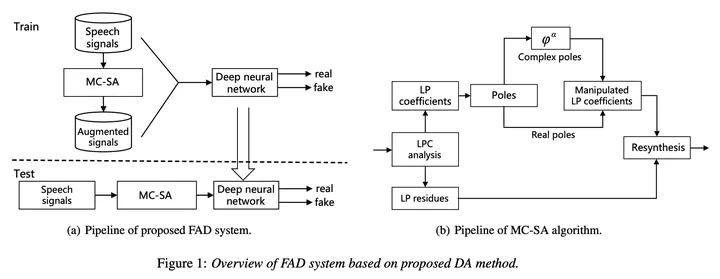 Train
Speech
signals
MC-SA
Augmented
signals
Deep neural
network
real
fake
Test
Speech
signals
MC-SA
Deep neural
network
real
fake
(a) Pipeline of proposed FAD system.
φ^α
Complex poles
LP
coefficients
Poles
Manipulated
LP coefficients
Real poles
LPC
analysis
Resynthesis
LP residues
(b) Pipeline of MC-SA algorithm.
Figure 1: Overview of FAD system based on proposed DA method.